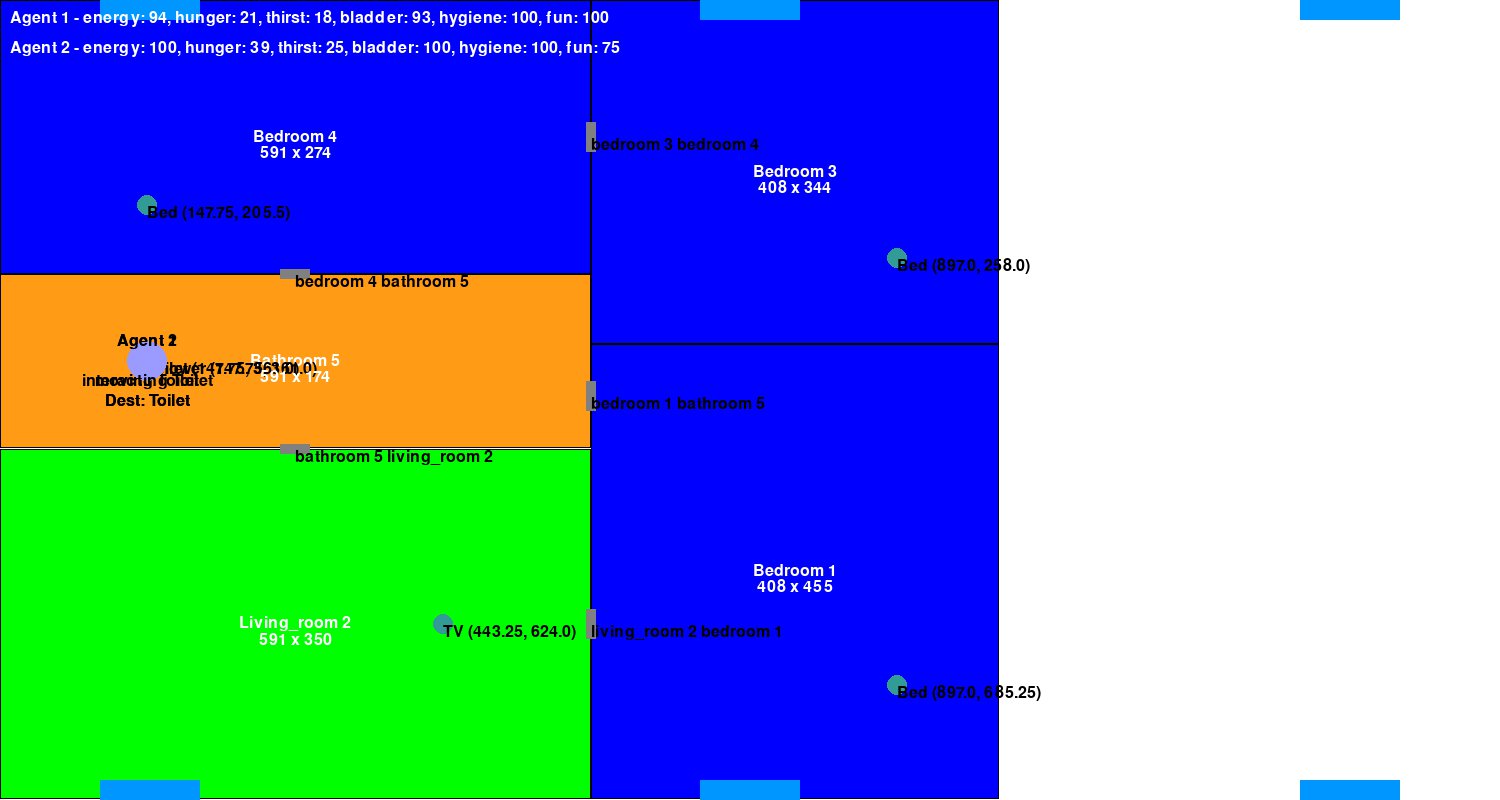 Agent 1 - energy: 94, hunger: 21, thirst: 18, bladder: 93, hygiene: 100, fun: 100
Agent 2 - energy: 100, hunger: 39, thirst: 25, bladder: 100, hygiene: 100, fun: 75
Bedroom 4
591 x 274
bedroom 3 bedroom 4
Bedroom 3
408 x 344
Bed (147.75, 205.5)
Bed (897.0, 258.0)
bedroom 4 bathroom 5
Agent
Bathroom 5
591 x 174
Dest: Toilet
bedroom 1 bathroom 5
bathroom 5 living_room 2
Bedroom 1
408 x 455
Living_room 2
591 x 350
TV (443.25, 624.0)
living_room 2 bedroom 1
Bed (897.0, 685.25)